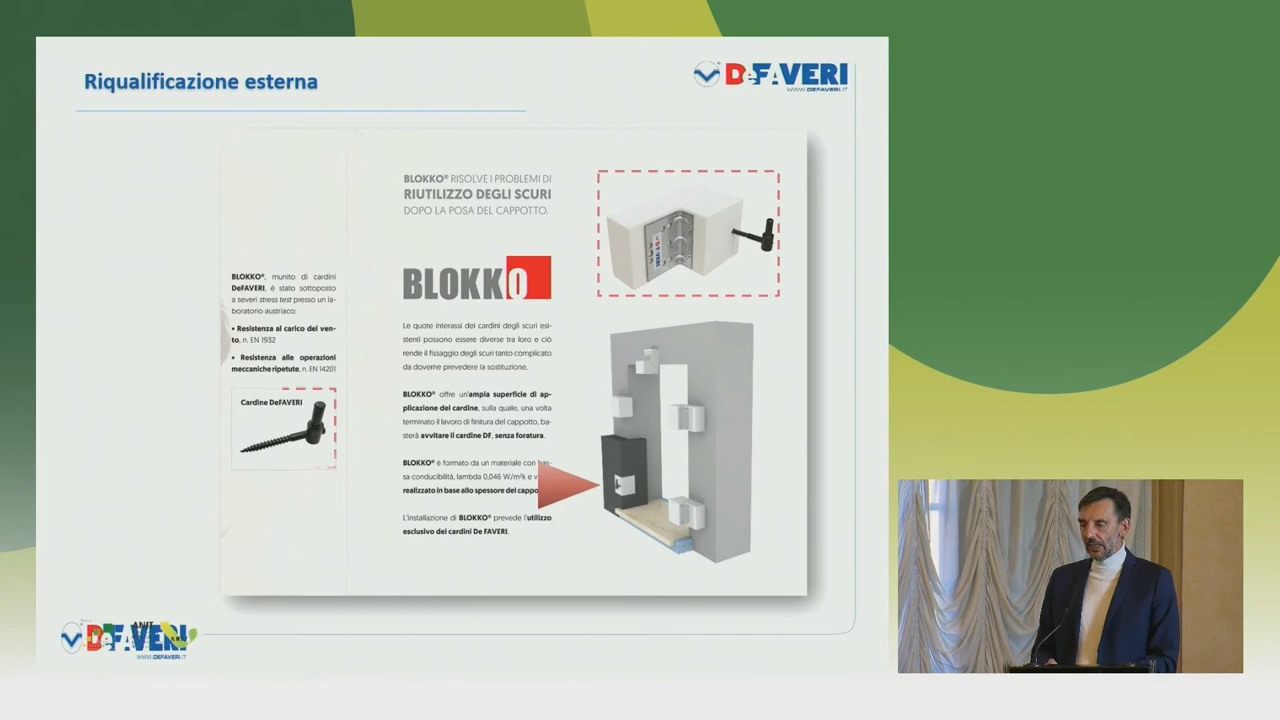 Riqualificazione esterna
DeFAVERI
WWW.DEFAVERI.IT
BLOKKO® RISOLVE I PROBLEMI DI
RIUTILIZZO DEGLI SCURI
DOPO LA POSA DEL CAPPOTTO.
BLOKKO
BLOKKO®, munito di cardini
DeFAVERI, è stato sottoposto
a severi stress test presso un la-
boratorio austriaco:
• Resistenza al carico del ven-
to, n. EN 1932
• Resistenza alle operazioni
meccaniche ripetute, n. EN 14201
Cardine DeFAVERI
Le quote interassi dei cardini degli scuri esi-
stenti possono essere diverse tra loro e ciò
rende il fissaggio degli scuri tanto complicato
da doverne prevedere la sostituzione.
BLOKKO® offre un'ampia superficie di ap-
plicazione del cardine, sulla quale, una volta
terminato il lavoro di finitura del cappotto, ba-
sterà avvitare il cardine DF, senza foratura.
BLOKKO® è formato da un materiale con bas-
sa conducibilità, lambda 0,046 W/m²k e v
realizzato in base allo spessore del cappo
L'installazione di BLOKKO® prevede l'utilizzo
esclusivo dei cardini De FAVERI.
ANIT
DeFAVERI
WWW.DEFAVERI.IT